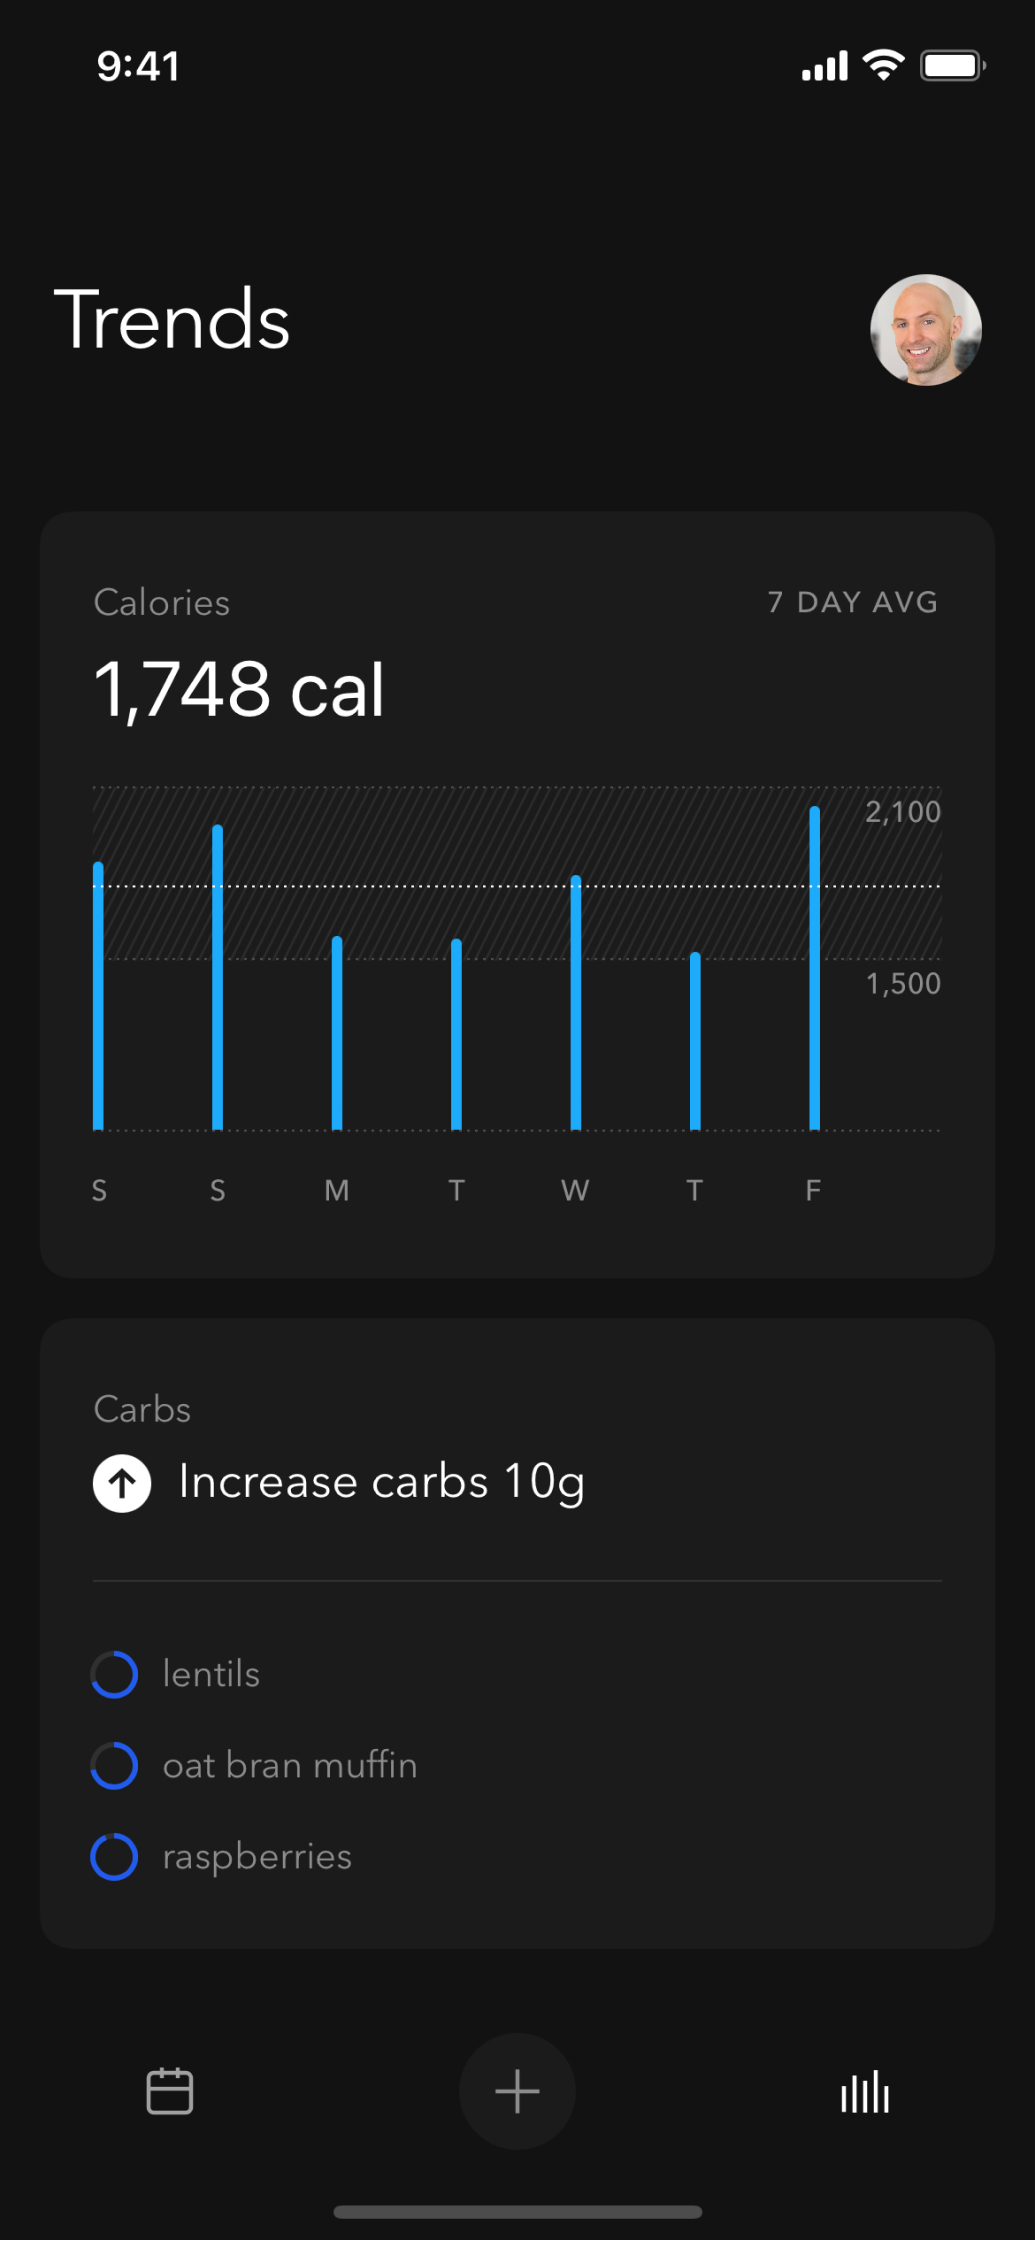 9:41
Trends
Calories
7 DAY AVG
1,748 cal
2,100
1,500
S S M T W T F
Carbs
Increase carbs 10g
lentils
oat bran muffin
raspberries